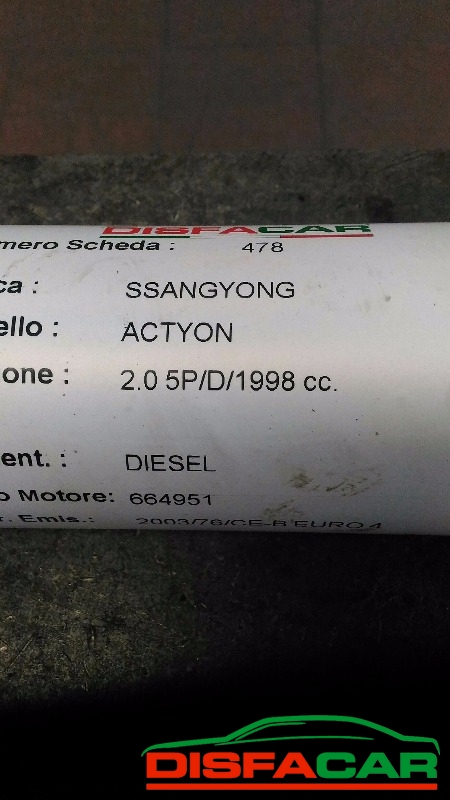 DISFACAR
mero Scheda : 478
ca : SSANGYONG
ello : ACTYON
one : 2.0 5P/D/1998 cc.
ent. : DIESEL
o Motore: 664951
r. Emis.: 2003/76/CE-B EURO 4
DISFACAR